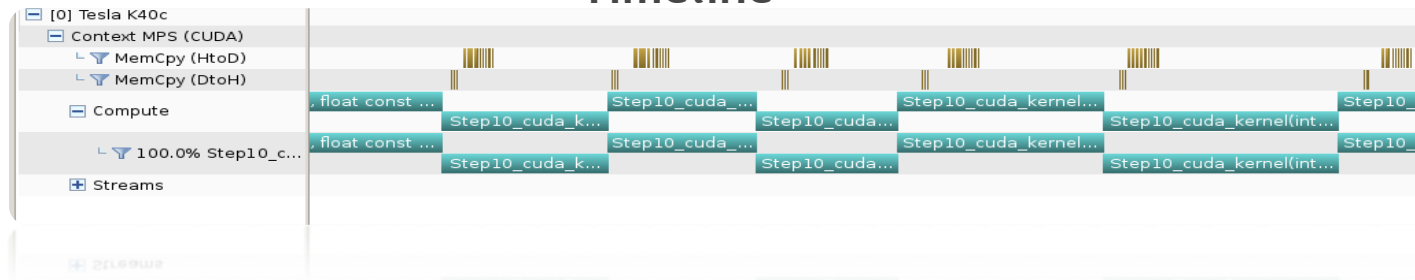 Timeline
[0] Tesla K40c
Context MPS (CUDA)
MemCpy (HtoD)
MemCpy (DtoH)
, float const ... Step10_cuda_... Step10_cuda_kernel... Step10_
Compute
Step10_cuda_k... Step10_cuda... Step10_cuda_kernel(int...
, float const ... Step10_cuda_... Step10_cuda_kernel... Step10_
100.0% Step10_c...
Step10_cuda_k... Step10_cuda... Step10_cuda_kernel(int...
Streams
Streams